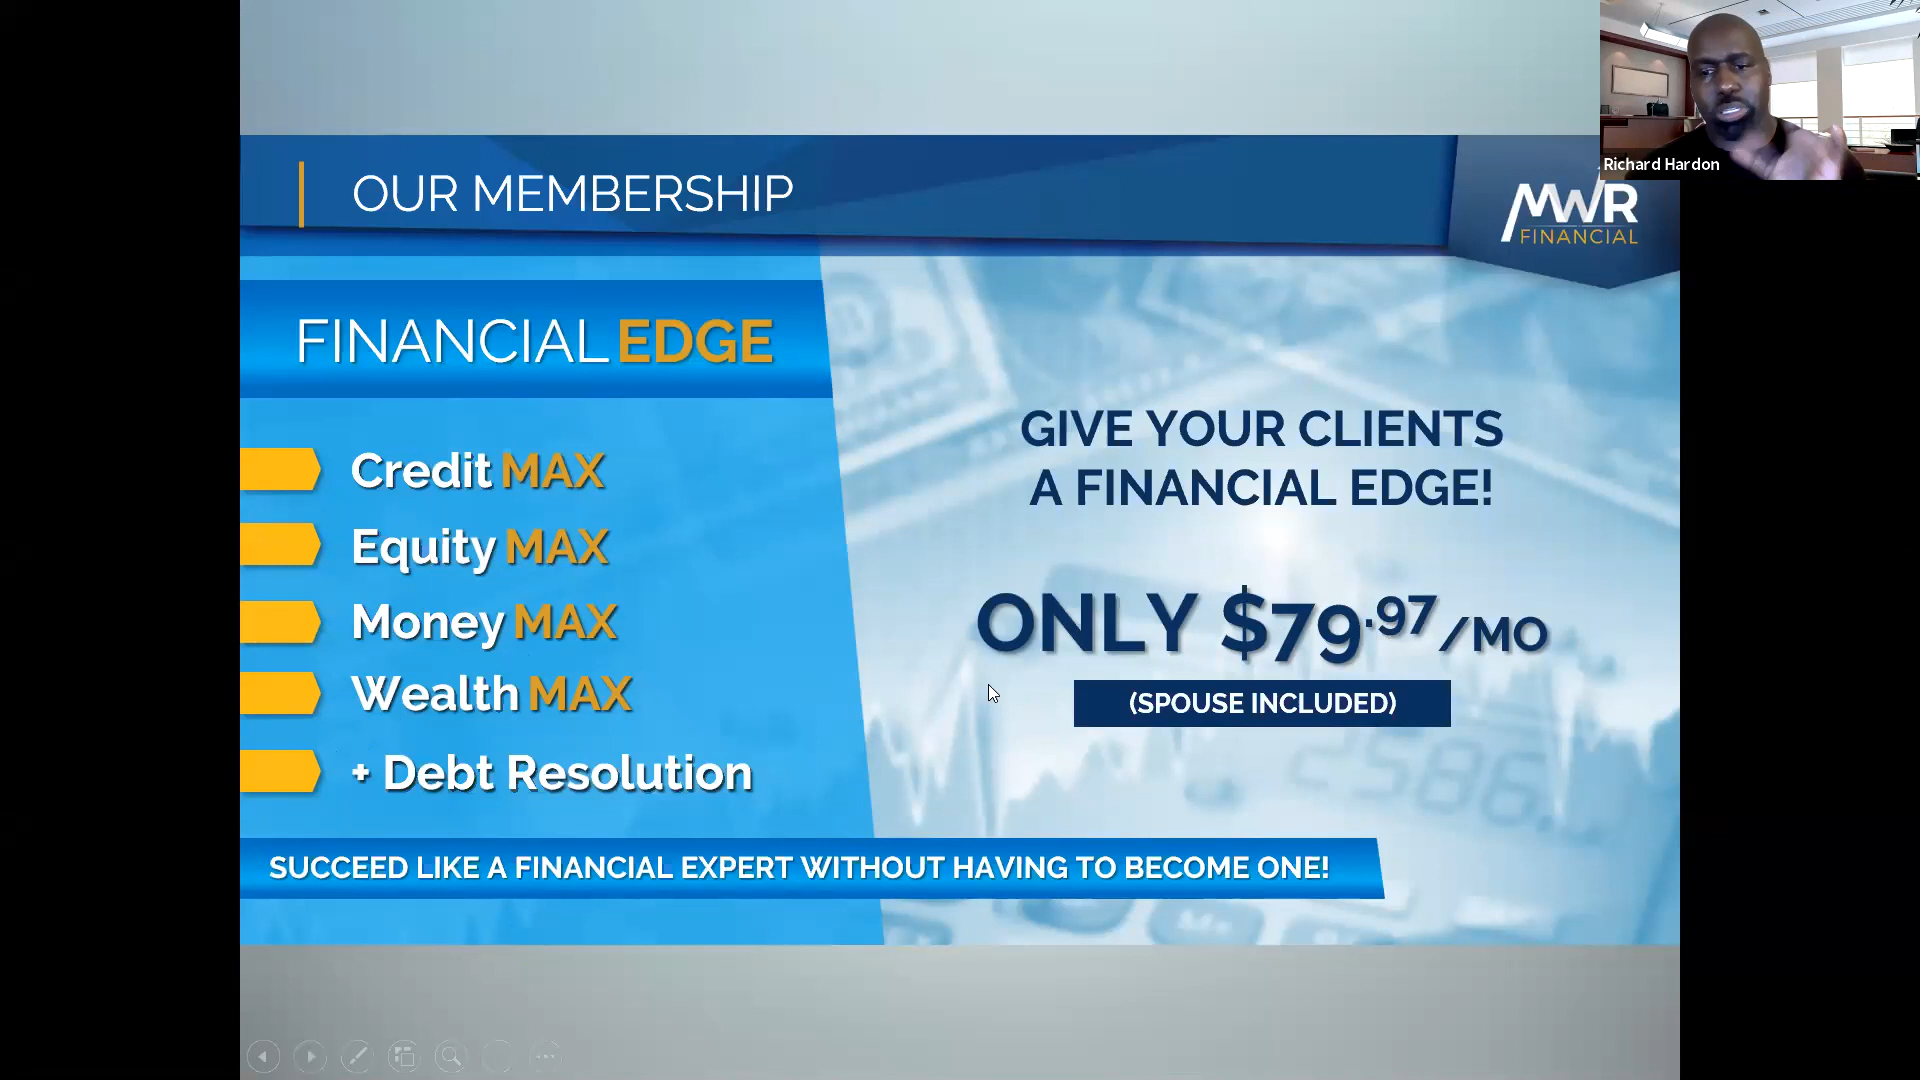 Richard Hardon
OUR MEMBERSHIP
MWR
FINANCIAL
FINANCIAL EDGE
Credit MAX
Equity MAX
Money MAX
Wealth MAX
+ Debt Resolution
GIVE YOUR CLIENTS
A FINANCIAL EDGE!
ONLY $79.97/MO
(SPOUSE INCLUDED)
2586.
M+
SUCCEED LIKE A FINANCIAL EXPERT WITHOUT HAVING TO BECOME ONE!